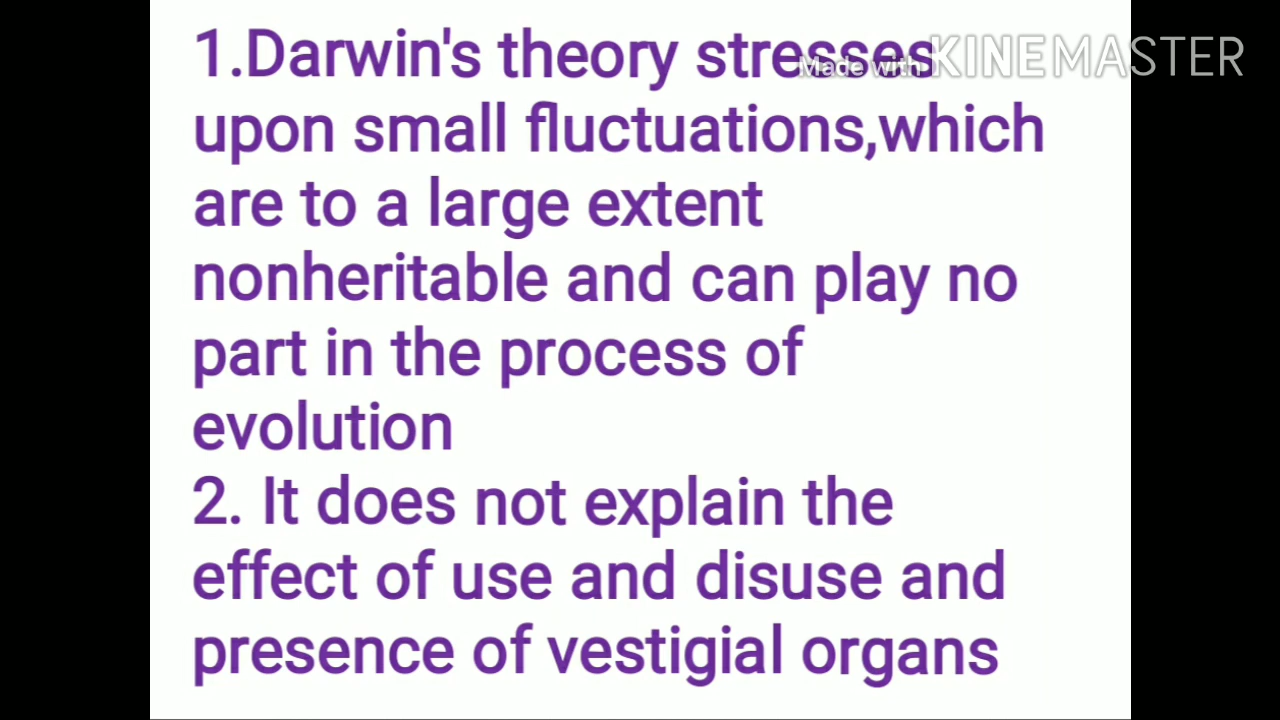 1.Darwin's theory stresses
Made with KINEMASTER
upon small fluctuations,which
are to a large extent
nonheritable and can play no
part in the process of
evolution
2. It does not explain the
effect of use and disuse and
presence of vestigial organs